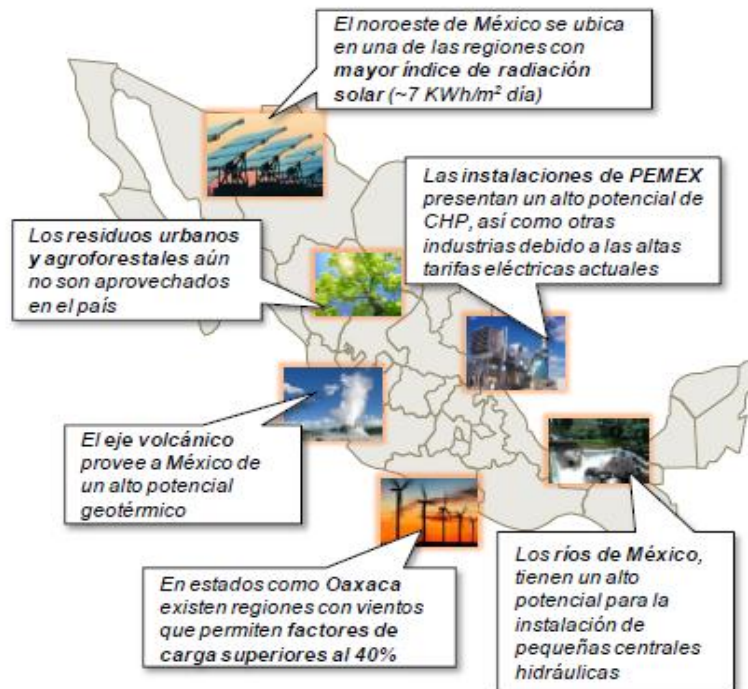 El noroeste de México se ubica
en una de las regiones con
mayor índice de radiación
solar (~7 KWh/m² día)
Las instalaciones de PEMEX
presentan un alto potencial de
CHP, así como otras
industrias debido a las altas
tarifas eléctricas actuales
Los residuos urbanos
y agroforestales aún
no son aprovechados
en el país
El eje volcánico
provee a México de
un alto potencial
geotérmico
Los ríos de México,
tienen un alto
potencial para la
instalación de
pequeñas centrales
hidráulicas
En estados como Oaxaca
existen regiones con vientos
que permiten factores de
carga superiores al 40%